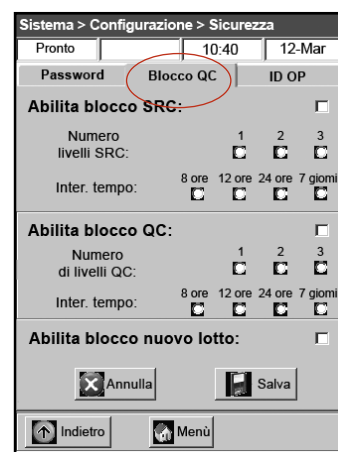 Sistema > Configurazione > Sicurezza
Pronto 10:40 12-Mar
Password Blocco QC ID OP
Abilita blocco SRC:
Numero 1 2 3
livelli SRC:
8 ore 12 ore 24 ore 7 giorni
Inter. tempo:
Abilita blocco QC:
Numero 1 2 3
di livelli QC:
8 ore 12 ore 24 ore 7 giorni
Inter. tempo:
Abilita blocco nuovo lotto:
Annulla Salva
Indietro Menù